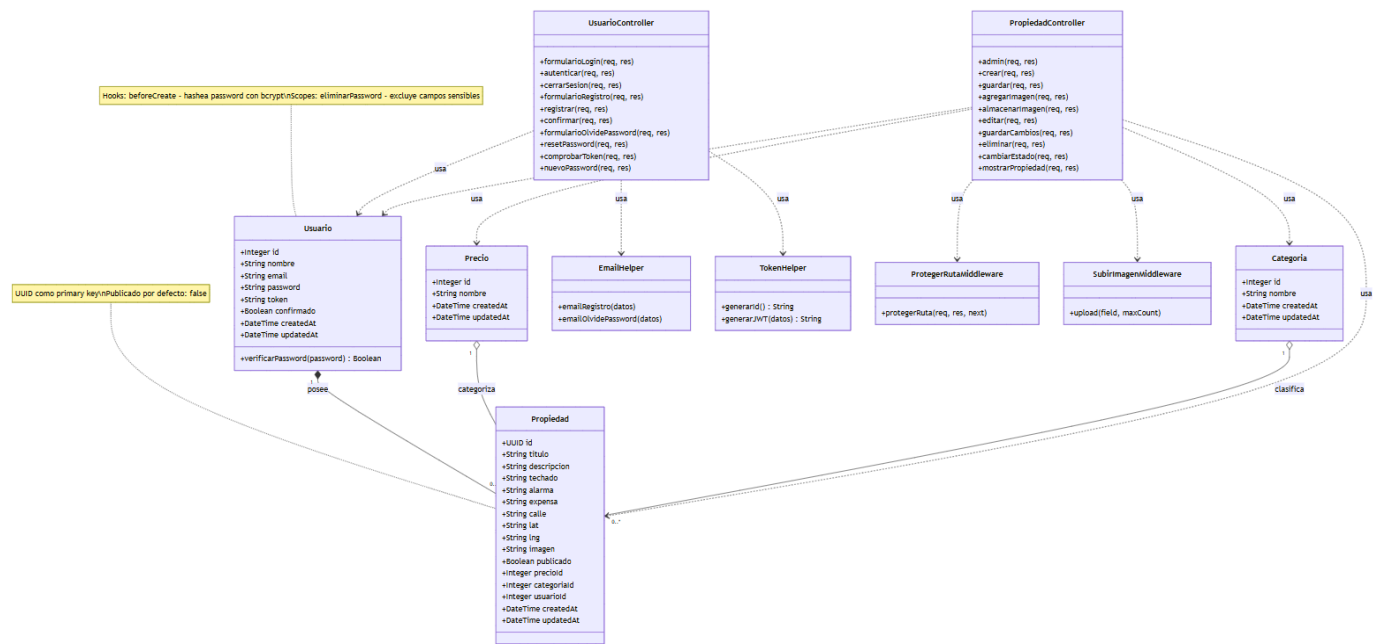 UsuarioController
+formularioLogin(req, res)
+autenticar(req, res)
+cerrarSesion(req, res)
+formularioRegistro(req, res)
+registrar(req, res)
+confirmar(req, res)
+formularioOlvidePassword(req, res)
+resetPassword(req, res)
+comprobarToken(req, res)
+nuevoPassword(req, res)
PropiedadController
+admin(req, res)
+crear(req, res)
+guardar(req, res)
+agregarImagen(req, res)
+almacenarImagen(req, res)
+editar(req, res)
+guardarCambios(req, res)
+eliminar(req, res)
+cambiarEstado(req, res)
+mostrarPropiedad(req, res)
Hooks: beforeCreate - hashea password con bcrypt\nScopes: eliminarPassword - excluye campos sensibles
usa
usa
usa
usa
usa
usa
usa
usa
UUID como primary key\nPublicado por defecto: false
Usuario
+Integer id
+String nombre
+String email
+String password
+String token
+Boolean confirmado
+DateTime createdAt
+DateTime updatedAt
+verificarPassword(password) : Boolean
Precio
+Integer id
+String nombre
+DateTime createdAt
+DateTime updatedAt
EmailHelper
+emailRegistro(datos)
+emailOlvidePassword(datos)
TokenHelper
+generarId() : String
+generarJWT(datos) : String
ProtegerRutaMiddleware
+protegerRuta(req, res, next)
SubirImagenMiddleware
+upload(field, maxCount)
Categoria
+Integer id
+String nombre
+DateTime createdAt
+DateTime updatedAt
1
posee
1
categoriza
1
clasifica
0..
0..*
Propiedad
+UUID id
+String titulo
+String descripcion
+String techado
+String alarma
+String expensa
+String calle
+String lat
+String lng
+String imagen
+Boolean publicado
+Integer precioId
+Integer categoriaId
+Integer usuarioId
+DateTime createdAt
+DateTime updatedAt